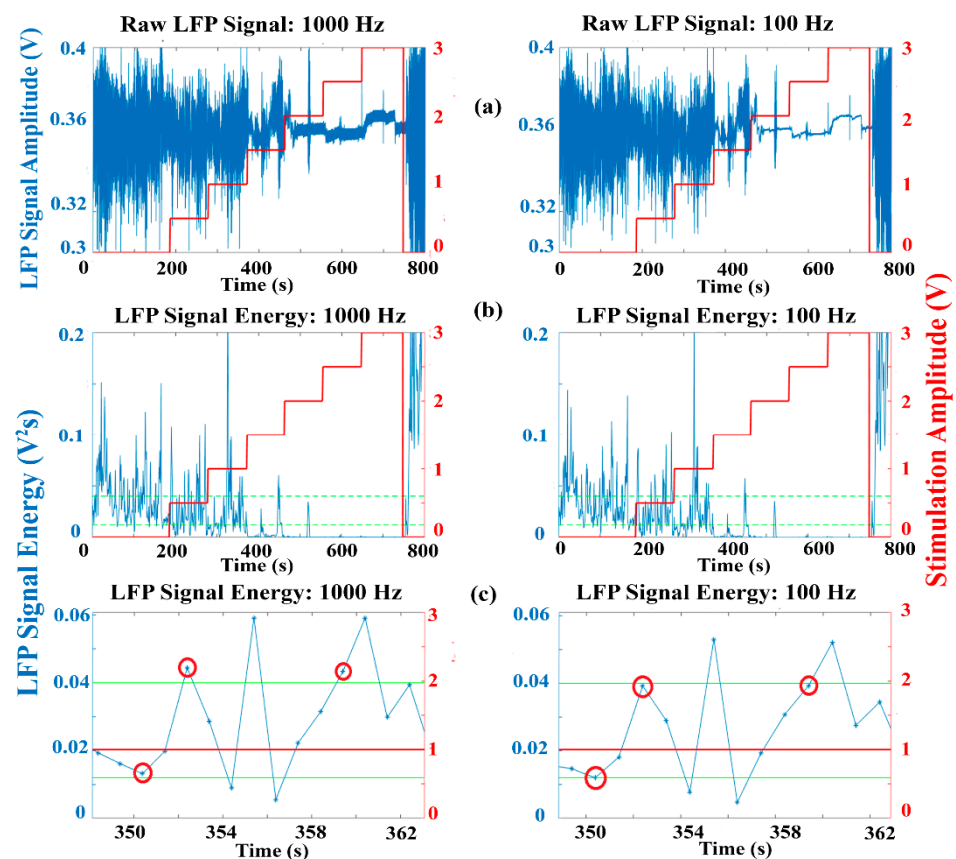 Raw LFP Signal: 1000 Hz
Raw LFP Signal: 100 Hz
LFP Signal Amplitude (V)
0.4
0.36
0.32
0.3
3
2
1
0
0 200 400 600 800
Time (s)
(a)
0.4
0.36
0.32
0.3
3
2
1
0
0 200 400 600 800
Time (s)
LFP Signal Energy: 1000 Hz
(b)
LFP Signal Energy: 100 Hz
LFP Signal Energy (V²s)
0.2
0.1
0
3
2
1
0
0 200 400 600 800
Time (s)
0.2
0.1
0
3
2
1
0
0 200 400 600 800
Time (s)
Stimulation Amplitude (V)
LFP Signal Energy: 1000 Hz
(c)
LFP Signal Energy: 100 Hz
0.06
0.04
0.02
0
3
2
1
0
350 354 358 362
Time (s)
0.06
0.04
0.02
0
3
2
1
0
350 354 358 362
Time (s)